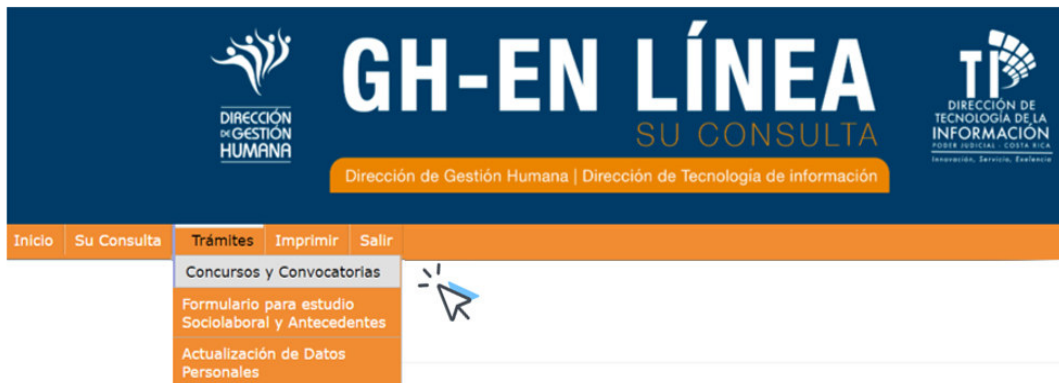 DIRECCIÓN
DE GESTIÓN
HUMANA
GH-EN LÍNEA
SU CONSULTA
Dirección de Gestión Humana | Dirección de Tecnología de información
TI
DIRECCIÓN DE
TECNOLOGÍA DE LA
INFORMACIÓN
PODER JUDICIAL - COSTA RICA
Innovación, Servicio, Exelencia
Inicio Su Consulta Trámites Imprimir Salir
Concursos y Convocatorias
Formulario para estudio
Sociolaboral y Antecedentes
Actualización de Datos
Personales